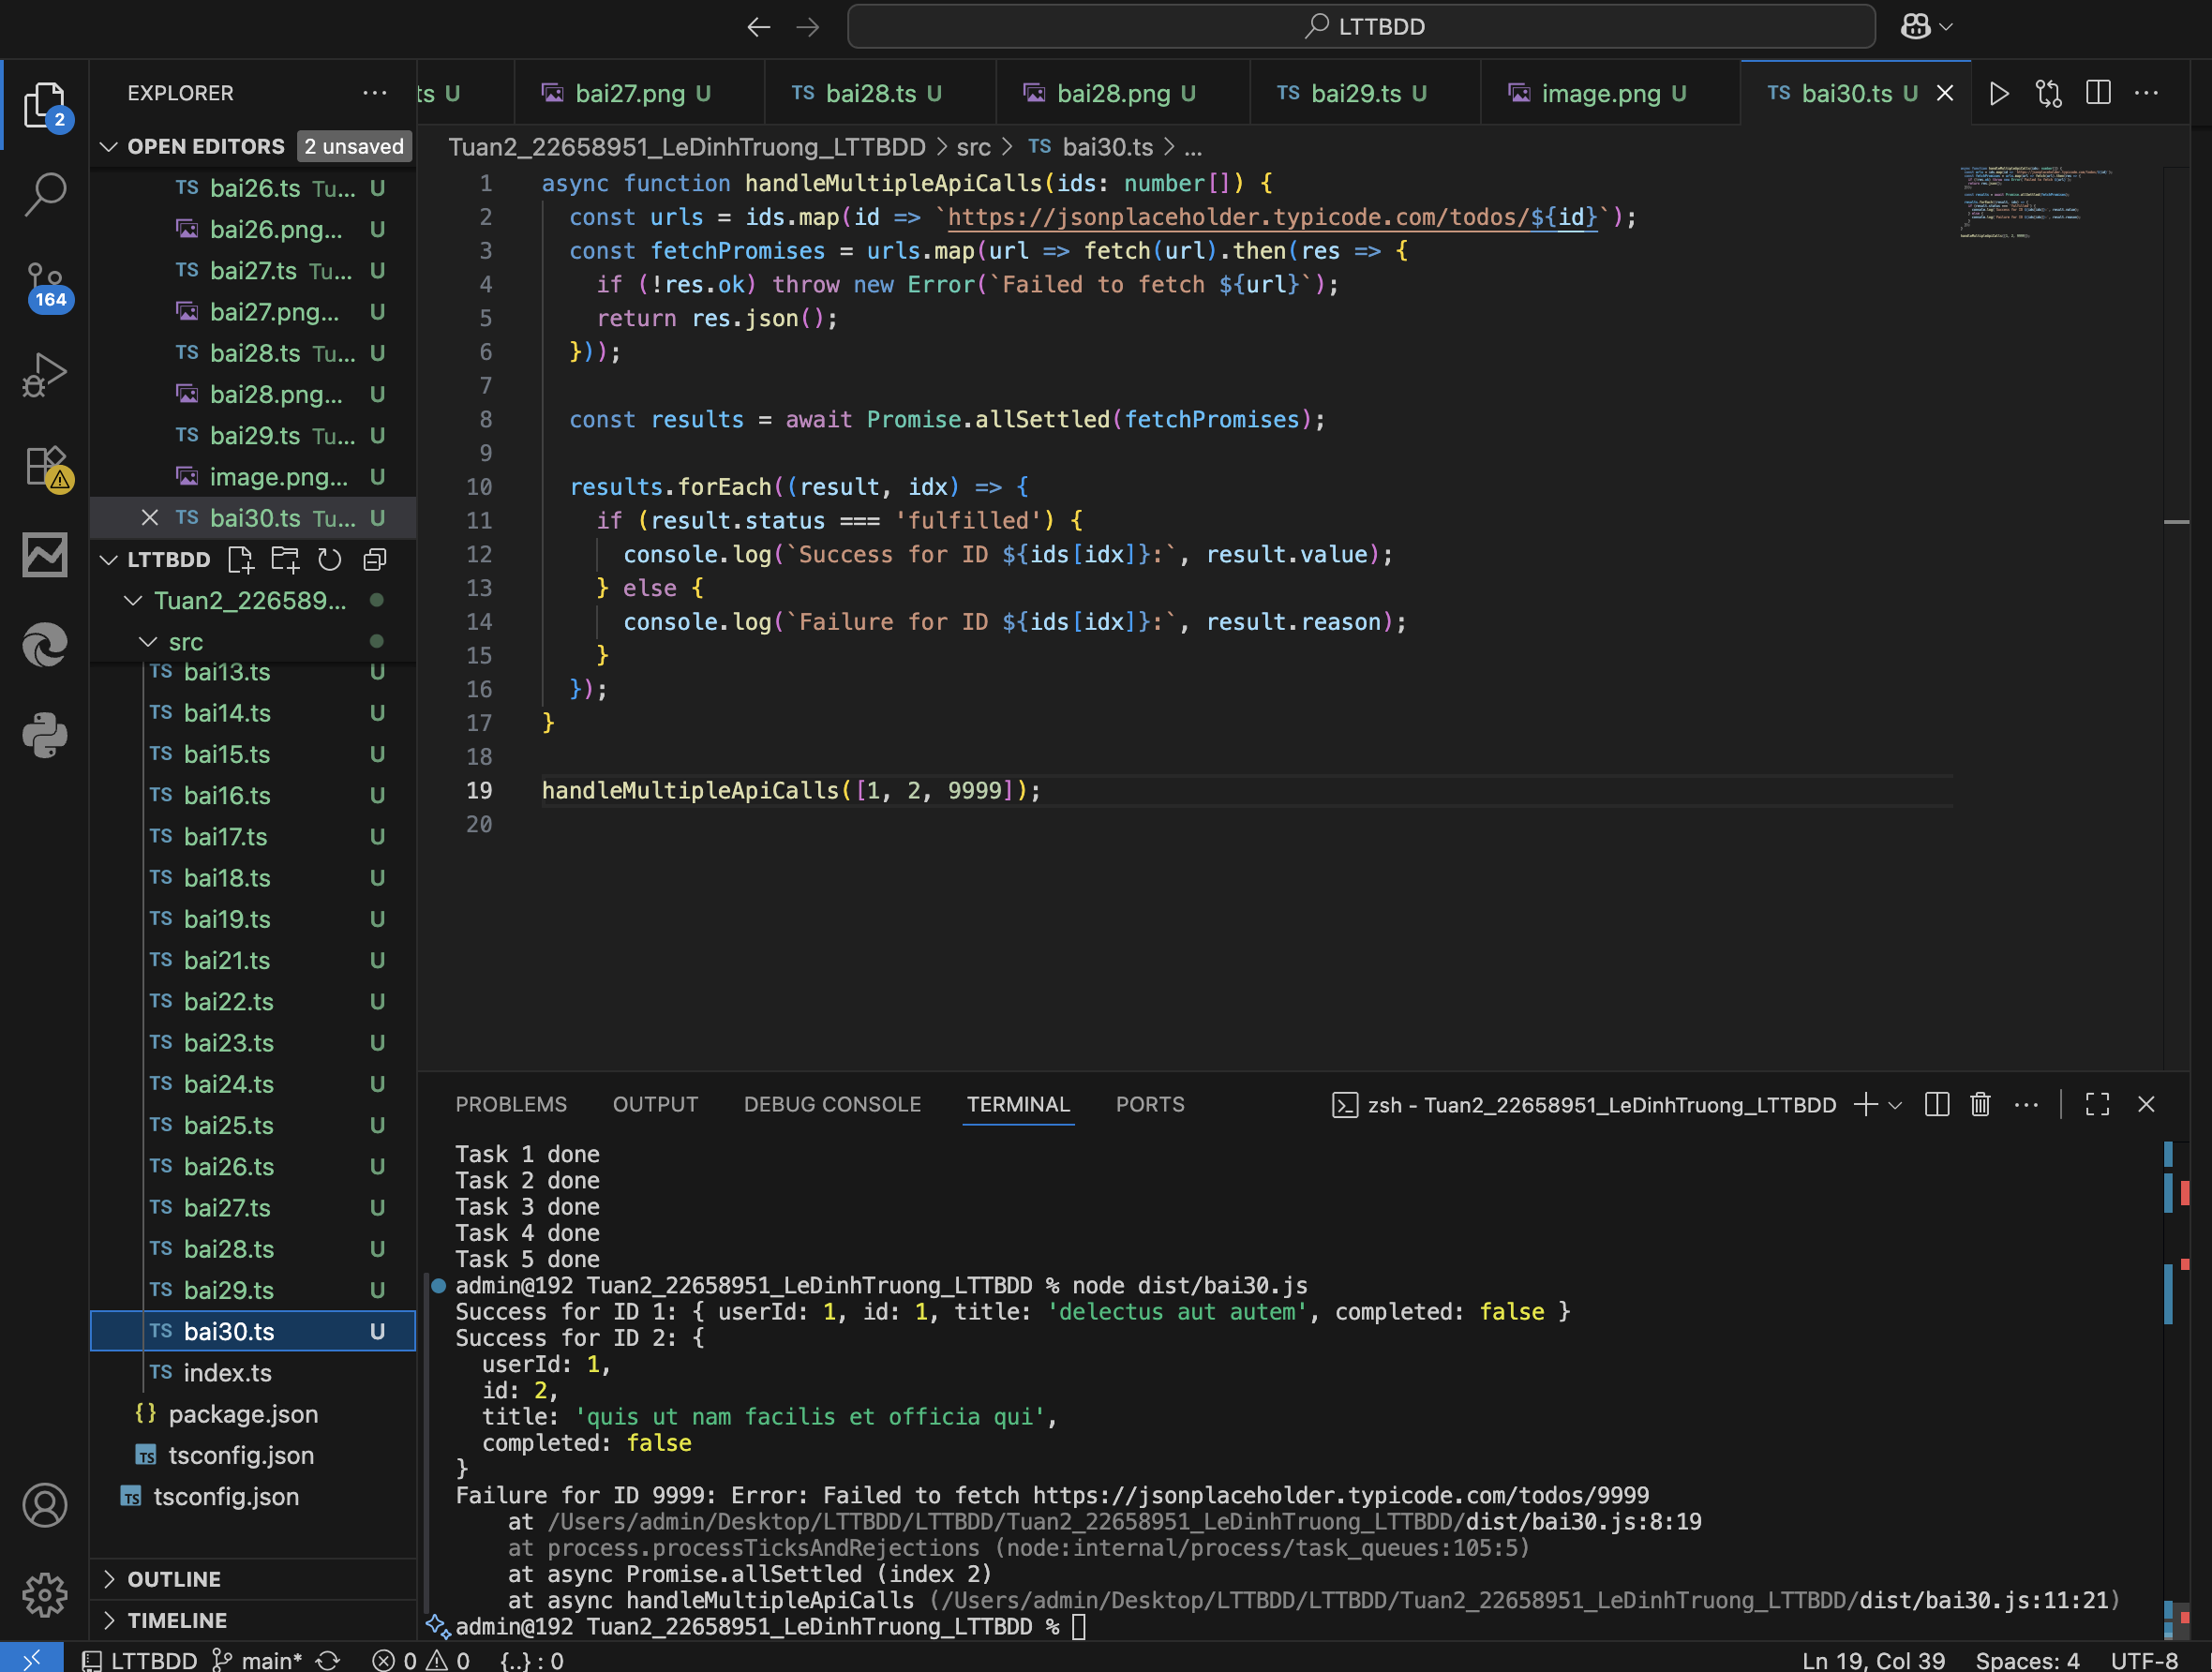 LTTBDD
EXPLORER
OPEN EDITORS 2 unsaved
TS bai26.ts Tu... U
bai26.png... U
TS bai27.ts Tu... U
bai27.png... U
TS bai28.ts Tu... U
bai28.png... U
TS bai29.ts Tu... U
image.png... U
TS bai30.ts Tu... U
LTTBDD
Tuan2_226589...
src
TS bai13.ts U
TS bai14.ts U
TS bai15.ts U
TS bai16.ts U
TS bai17.ts U
TS bai18.ts U
TS bai19.ts U
TS bai21.ts U
TS bai22.ts U
TS bai23.ts U
TS bai24.ts U
TS bai25.ts U
TS bai26.ts U
TS bai27.ts U
TS bai28.ts U
TS bai29.ts U
TS bai30.ts U
TS index.ts
{} package.json
TS tsconfig.json
TS tsconfig.json
OUTLINE
TIMELINE
2
164
ts U
bai27.png U
TS bai28.ts U
bai28.png U
TS bai29.ts U
image.png U
TS bai30.ts U
Tuan2_22658951_LeDinhTruong_LTTBDD > src > TS bai30.ts > ...
1 async function handleMultipleApiCalls(ids: number[]) {
2 const urls = ids.map(id => `https://jsonplaceholder.typicode.com/todos/${id}`);
3 const fetchPromises = urls.map(url => fetch(url).then(res => {
4 if (!res.ok) throw new Error(`Failed to fetch ${url}`);
5 return res.json();
6 }));
7
8 const results = await Promise.allSettled(fetchPromises);
9
10 results.forEach((result, idx) => {
11 if (result.status === 'fulfilled') {
12 console.log(`Success for ID ${ids[idx]}:`, result.value);
13 } else {
14 console.log(`Failure for ID ${ids[idx]}:`, result.reason);
15 }
16 });
17 }
18
19 handleMultipleApiCalls([1, 2, 9999]);
20
PROBLEMS OUTPUT DEBUG CONSOLE TERMINAL PORTS
zsh - Tuan2_22658951_LeDinhTruong_LTTBDD
Task 1 done
Task 2 done
Task 3 done
Task 4 done
Task 5 done
admin@192 Tuan2_22658951_LeDinhTruong_LTTBDD % node dist/bai30.js
Success for ID 1: { userId: 1, id: 1, title: 'delectus aut autem', completed: false }
Success for ID 2: {
userId: 1,
id: 2,
title: 'quis ut nam facilis et officia qui',
completed: false
}
Failure for ID 9999: Error: Failed to fetch https://jsonplaceholder.typicode.com/todos/9999
at /Users/admin/Desktop/LTTBDD/LTTBDD/Tuan2_22658951_LeDinhTruong_LTTBDD/dist/bai30.js:8:19
at process.processTicksAndRejections (node:internal/process/task_queues:105:5)
at async Promise.allSettled (index 2)
at async handleMultipleApiCalls (/Users/admin/Desktop/LTTBDD/LTTBDD/Tuan2_22658951_LeDinhTruong_LTTBDD/dist/bai30.js:11:21)
admin@192 Tuan2_22658951_LeDinhTruong_LTTBDD %
LTTBDD main* 0 0 {..} : 0
Ln 19, Col 39 Spaces: 4 UTF-8